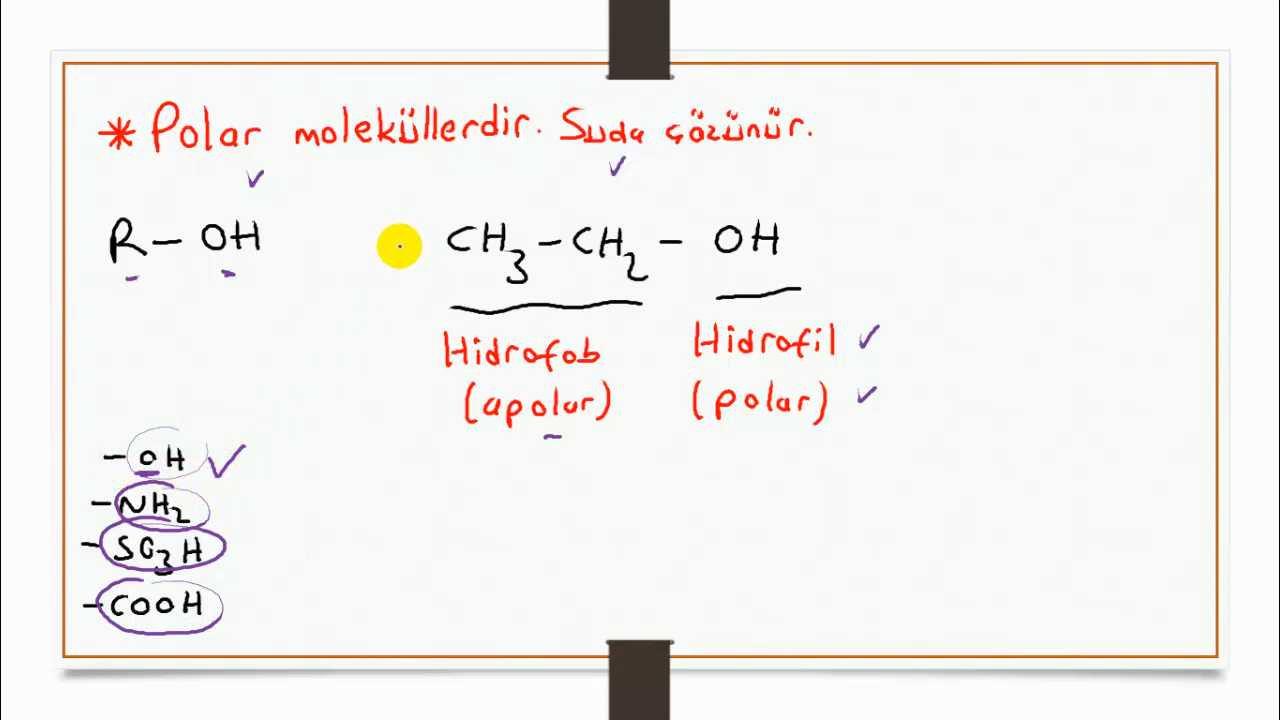 * Polar moleküllerdir. Suda çözünür.
R – OH
CH3 – CH2 – OH
Hidrofob
(apolar)
Hidrofil
(polar)
–OH
–NH2
–SO3H
–COOH